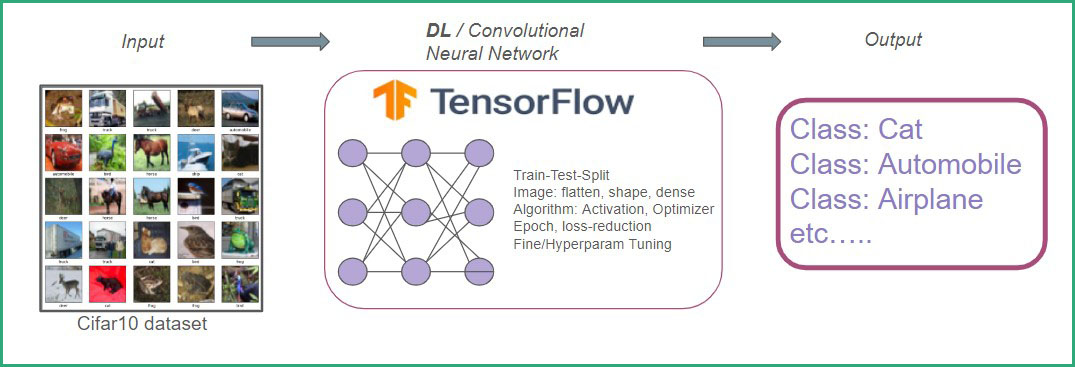 Input
DL / Convolutional
Neural Network
Output
TensorFlow
frog truck truck deer automobile
automobile bird horse ship cat
deer horse horse bird truck
truck truck cat bird frog
deer cat frog frog bird
Cifar10 dataset
Train-Test-Split
Image: flatten, shape, dense
Algorithm: Activation, Optimizer
Epoch, loss-reduction
Fine/Hyperparam Tuning
Class: Cat
Class: Automobile
Class: Airplane
etc…..